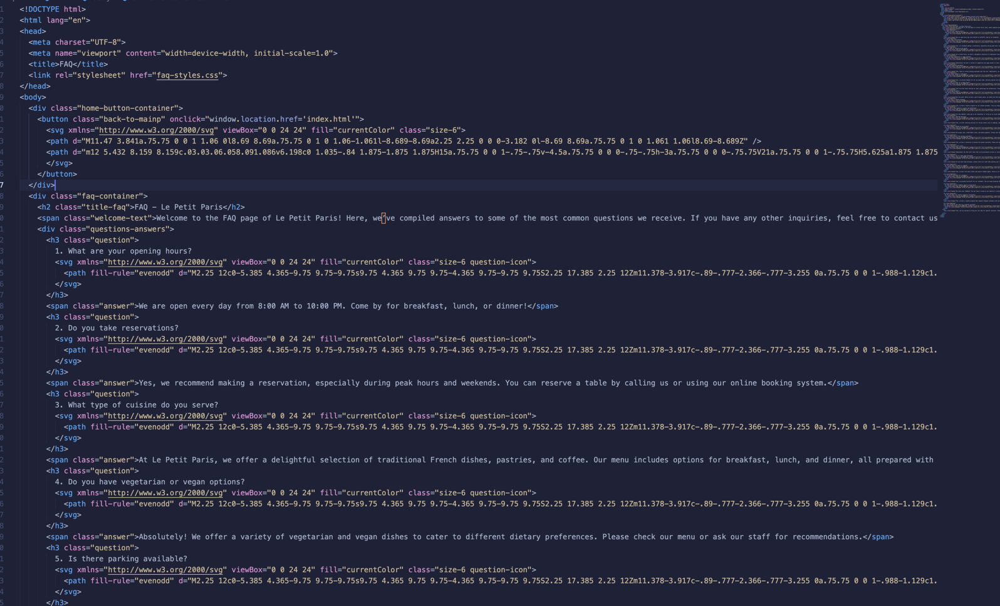 <!DOCTYPE html>
<html lang="en">
<head>
<meta charset="UTF-8">
<meta name="viewport" content="width=device-width, initial-scale=1.0">
<title>FAQ</title>
<link rel="stylesheet" href="faq-styles.css">
</head>
<body>
<div class="home-button-container">
<button class="back-to-mainp" onclick="window.location.href='index.html'">
<svg xmlns="http://www.w3.org/2000/svg" viewBox="0 0 24 24" fill="currentColor" class="size-6">
<path d="M11.47 3.841a.75.75 0 0 1 1.06 0l8.69 8.69a.75.75 0 1 0 1.06-1.061l-8.689-8.69a2.25 2.25 0 0 0-3.182 0l-8.69 8.69a.75.75 0 1 0 1.061 1.06l8.69-8.689Z" />
<path d="m12 5.432 8.159 8.159c.03.03.06.058.091.086v6.198c0 1.035-.84 1.875-1.875 1.875H15a.75.75 0 0 1-.75-.75v-4.5a.75.75 0 0 0-.75-.75h-3a.75.75 0 0 0-.75.75V21a.75.75 0 0 1-.75.75H5.625a1.875 1.875
</svg>
</button>
</div>
<div class="faq-container">
<h2 class="title-faq">FAQ - Le Petit Paris</h2>
<span class="welcome-text">Welcome to the FAQ page of Le Petit Paris! Here, we’ve compiled answers to some of the most common questions we receive. If you have any other inquiries, feel free to contact us
<div class="questions-answers">
<h3 class="question">
1. What are your opening hours?
<svg xmlns="http://www.w3.org/2000/svg" viewBox="0 0 24 24" fill="currentColor" class="size-6 question-icon">
<path fill-rule="evenodd" d="M2.25 12c0-5.385 4.365-9.75 9.75-9.75s9.75 4.365 9.75 9.75-4.365 9.75-9.75 9.75S2.25 17.385 2.25 12Zm11.378-3.917c-.89-.777-2.366-.777-3.255 0a.75.75 0 0 1-.988-1.129c1.
</svg>
</h3>
<span class="answer">We are open every day from 8:00 AM to 10:00 PM. Come by for breakfast, lunch, or dinner!</span>
<h3 class="question">
2. Do you take reservations?
<svg xmlns="http://www.w3.org/2000/svg" viewBox="0 0 24 24" fill="currentColor" class="size-6 question-icon">
<path fill-rule="evenodd" d="M2.25 12c0-5.385 4.365-9.75 9.75-9.75s9.75 4.365 9.75 9.75-4.365 9.75-9.75 9.75S2.25 17.385 2.25 12Zm11.378-3.917c-.89-.777-2.366-.777-3.255 0a.75.75 0 0 1-.988-1.129c1.
</svg>
</h3>
<span class="answer">Yes, we recommend making a reservation, especially during peak hours and weekends. You can reserve a table by calling us or using our online booking system.</span>
<h3 class="question">
3. What type of cuisine do you serve?
<svg xmlns="http://www.w3.org/2000/svg" viewBox="0 0 24 24" fill="currentColor" class="size-6 question-icon">
<path fill-rule="evenodd" d="M2.25 12c0-5.385 4.365-9.75 9.75-9.75s9.75 4.365 9.75 9.75-4.365 9.75-9.75 9.75S2.25 17.385 2.25 12Zm11.378-3.917c-.89-.777-2.366-.777-3.255 0a.75.75 0 0 1-.988-1.129c1.
</svg>
</h3>
<span class="answer">At Le Petit Paris, we offer a delightful selection of traditional French dishes, pastries, and coffee. Our menu includes options for breakfast, lunch, and dinner, all prepared with
<h3 class="question">
4. Do you have vegetarian or vegan options?
<svg xmlns="http://www.w3.org/2000/svg" viewBox="0 0 24 24" fill="currentColor" class="size-6 question-icon">
<path fill-rule="evenodd" d="M2.25 12c0-5.385 4.365-9.75 9.75-9.75s9.75 4.365 9.75 9.75-4.365 9.75-9.75 9.75S2.25 17.385 2.25 12Zm11.378-3.917c-.89-.777-2.366-.777-3.255 0a.75.75 0 0 1-.988-1.129c1.
</svg>
</h3>
<span class="answer">Absolutely! We offer a variety of vegetarian and vegan dishes to cater to different dietary preferences. Please check our menu or ask our staff for recommendations.</span>
<h3 class="question">
5. Is there parking available?
<svg xmlns="http://www.w3.org/2000/svg" viewBox="0 0 24 24" fill="currentColor" class="size-6 question-icon">
<path fill-rule="evenodd" d="M2.25 12c0-5.385 4.365-9.75 9.75-9.75s9.75 4.365 9.75 9.75-4.365 9.75-9.75 9.75S2.25 17.385 2.25 12Zm11.378-3.917c-.89-.777-2.366-.777-3.255 0a.75.75 0 0 1-.988-1.129c1.
</svg>
</h3>